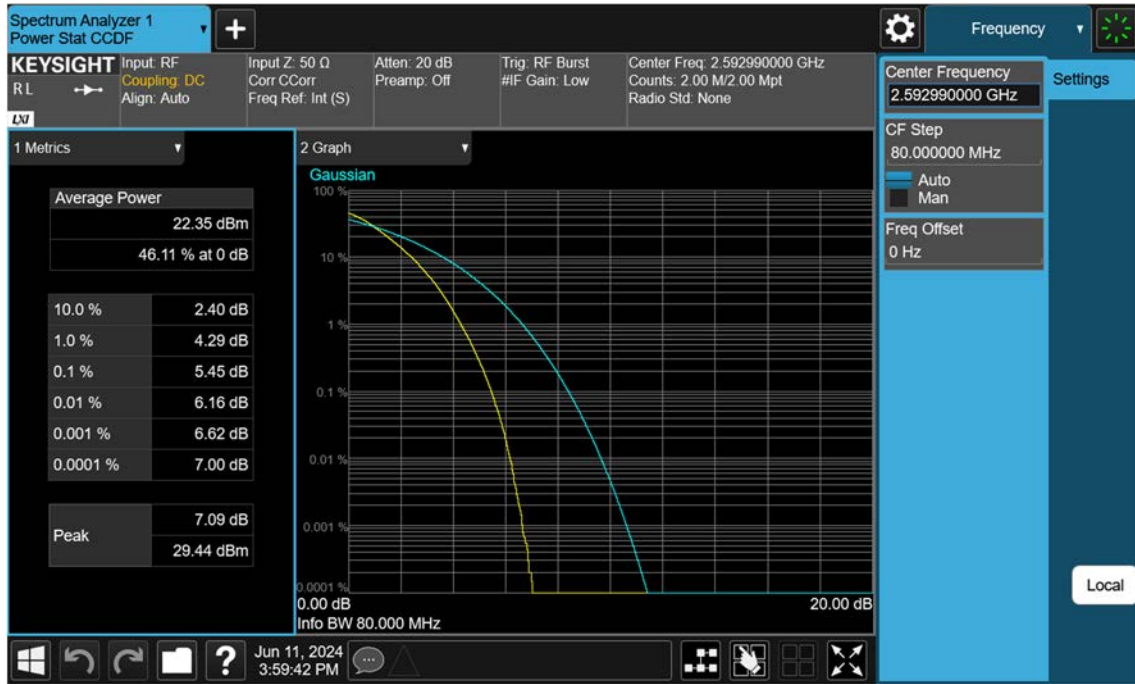 Spectrum Analyzer 1
Power Stat CCDF
+
Frequency
KEYSIGHT
R L
LXI
Input: RF
Coupling: DC
Align: Auto
Input Z: 50 Ω
Corr CCorr
Freq Ref: Int (S)
Atten: 20 dB
Preamp: Off
Trig: RF Burst
#IF Gain: Low
Center Freq: 2.592990000 GHz
Counts: 2.00 M/2.00 Mpt
Radio Std: None
Center Frequency
2.592990000 GHz
Settings
CF Step
80.000000 MHz
Auto
Man
Freq Offset
0 Hz
1 Metrics
Average Power
22.35 dBm
46.11 % at 0 dB
10.0 % 2.40 dB
1.0 % 4.29 dB
0.1 % 5.45 dB
0.01 % 6.16 dB
0.001 % 6.62 dB
0.0001 % 7.00 dB
Peak
7.09 dB
29.44 dBm
2 Graph
Gaussian
100 %
10 %
1 %
0.1 %
0.01 %
0.001 %
0.0001 %
0.00 dB 20.00 dB
Info BW 80.000 MHz
Local
?
Jun 11, 2024
3:59:42 PM